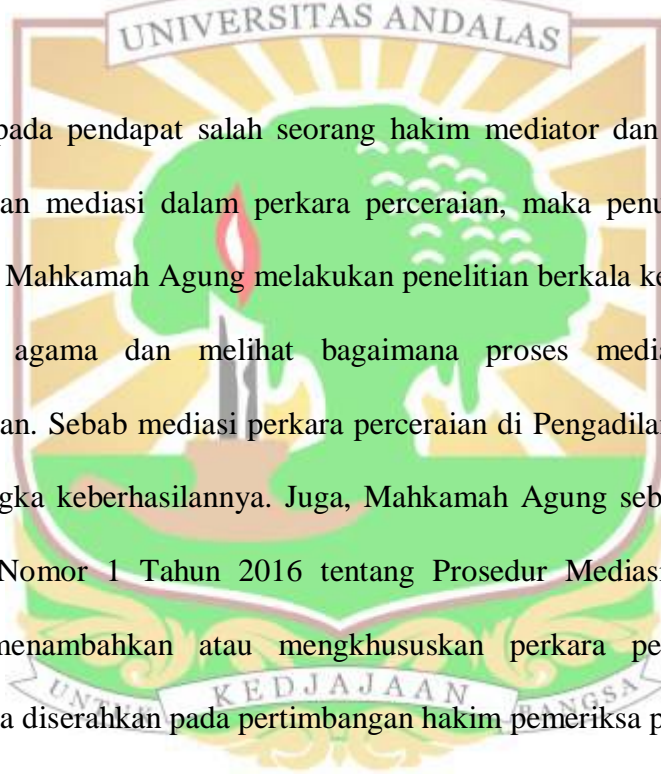 UNIVERSITAS ANDALAS
pada pendapat salah seorang hakim mediator dan
an mediasi dalam perkara perceraian, maka penu
Mahkamah Agung melakukan penelitian berkala ke
agama dan melihat bagaimana proses media
an. Sebab mediasi perkara perceraian di Pengadilan
gka keberhasilannya. Juga, Mahkamah Agung seb
Nomor 1 Tahun 2016 tentang Prosedur Mediasi
menambahkan atau mengkhususkan perkara pe
a diserahkan pada pertimbangan hakim pemeriksa p
UNTUK KEDJAJAAN BANGSA